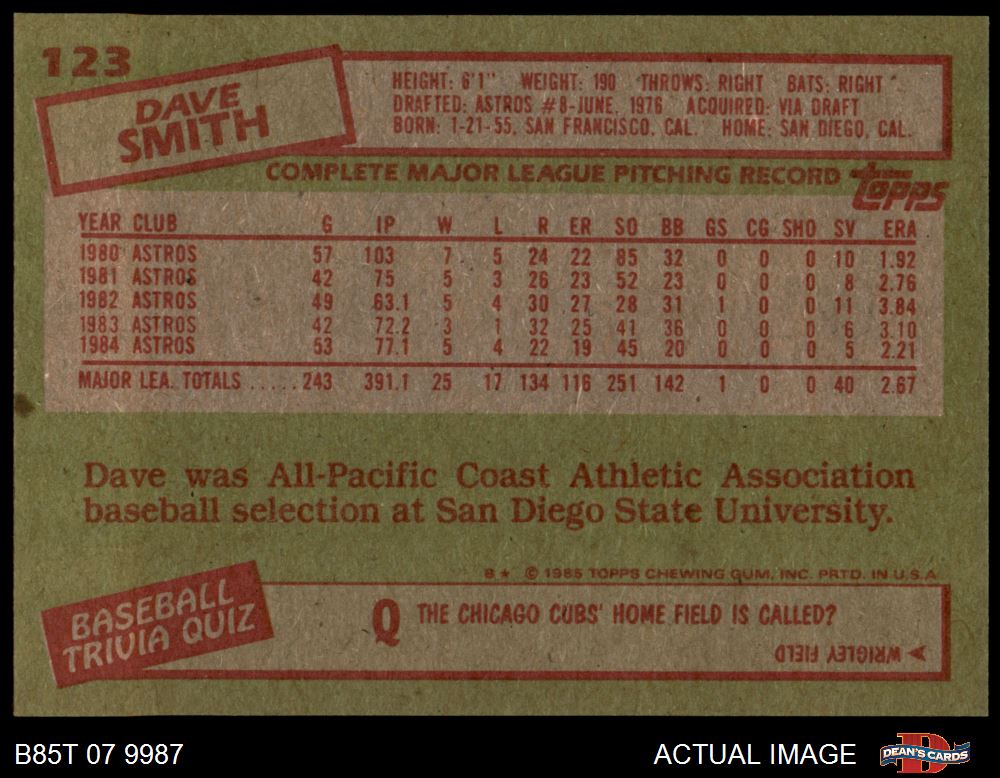 123
DAVE
SMITH
HEIGHT: 6'1" WEIGHT: 190 THROWS: RIGHT BATS: RIGHT
DRAFTED: ASTROS #8-JUNE, 1976 ACQUIRED: VIA DRAFT
BORN: 1-21-55, SAN FRANCISCO, CAL. HOME: SAN DIEGO, CAL.
COMPLETE MAJOR LEAGUE PITCHING RECORD topps
YEAR CLUB G IP W L R ER SO BB GS CG SHO SV ERA
1980 ASTROS 57 103 7 5 24 22 85 32 0 0 0 10 1.92
1981 ASTROS 42 75 5 3 26 23 52 23 0 0 0 8 2.76
1982 ASTROS 49 63.1 5 4 30 27 28 31 1 0 0 11 3.84
1983 ASTROS 42 72.2 3 1 32 25 41 36 0 0 0 6 3.10
1984 ASTROS 53 77.1 5 4 22 19 45 20 0 0 0 5 2.21
MAJOR LEA. TOTALS ..... 243 391.1 25 17 134 116 251 142 1 0 0 40 2.67
Dave was All-Pacific Coast Athletic Association
baseball selection at San Diego State University.
B★ © 1985 TOPPS CHEWING GUM, INC. PRTD. IN U.S.A.
BASEBALL
TRIVIA QUIZ
Q THE CHICAGO CUBS' HOME FIELD IS CALLED?
WRIGLEY FIELD
B85T 07 9987
ACTUAL IMAGE
DEAN'S CARDS